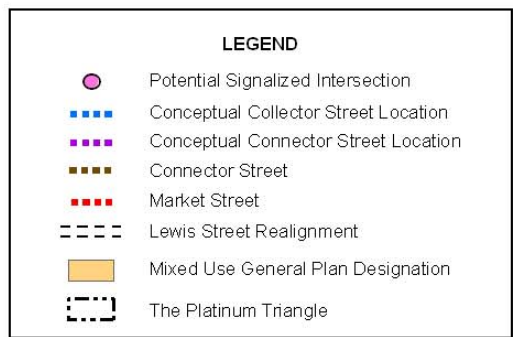 LEGEND
Potential Signalized Intersection
Conceptual Collector Street Location
Conceptual Connector Street Location
Connector Street
Market Street
Lewis Street Realignment
Mixed Use General Plan Designation
The Platinum Triangle